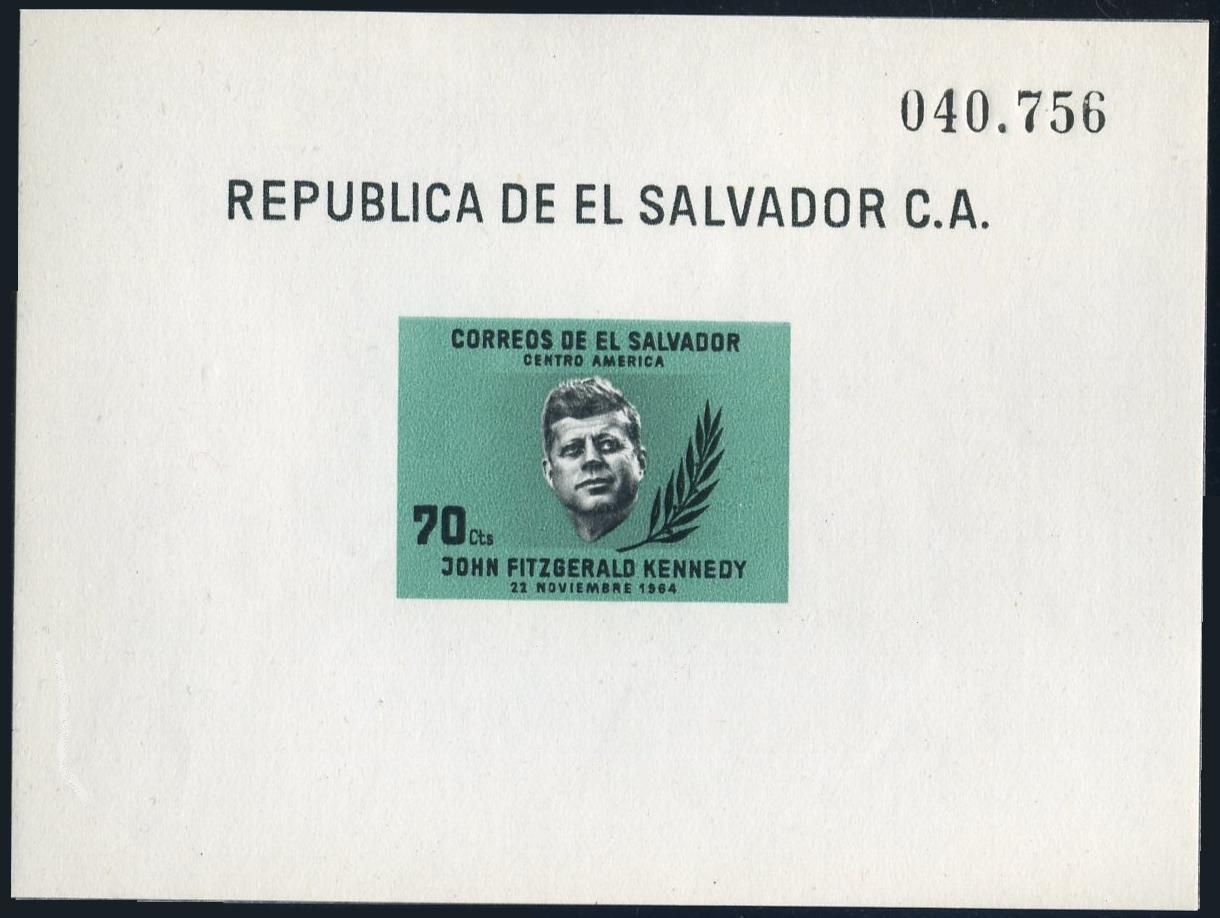 040.756
REPUBLICA DE EL SALVADOR C.A.
CORREOS DE EL SALVADOR
CENTRO AMERICA
70 Cts
JOHN FITZGERALD KENNEDY
22 NOVIEMBRE 1964